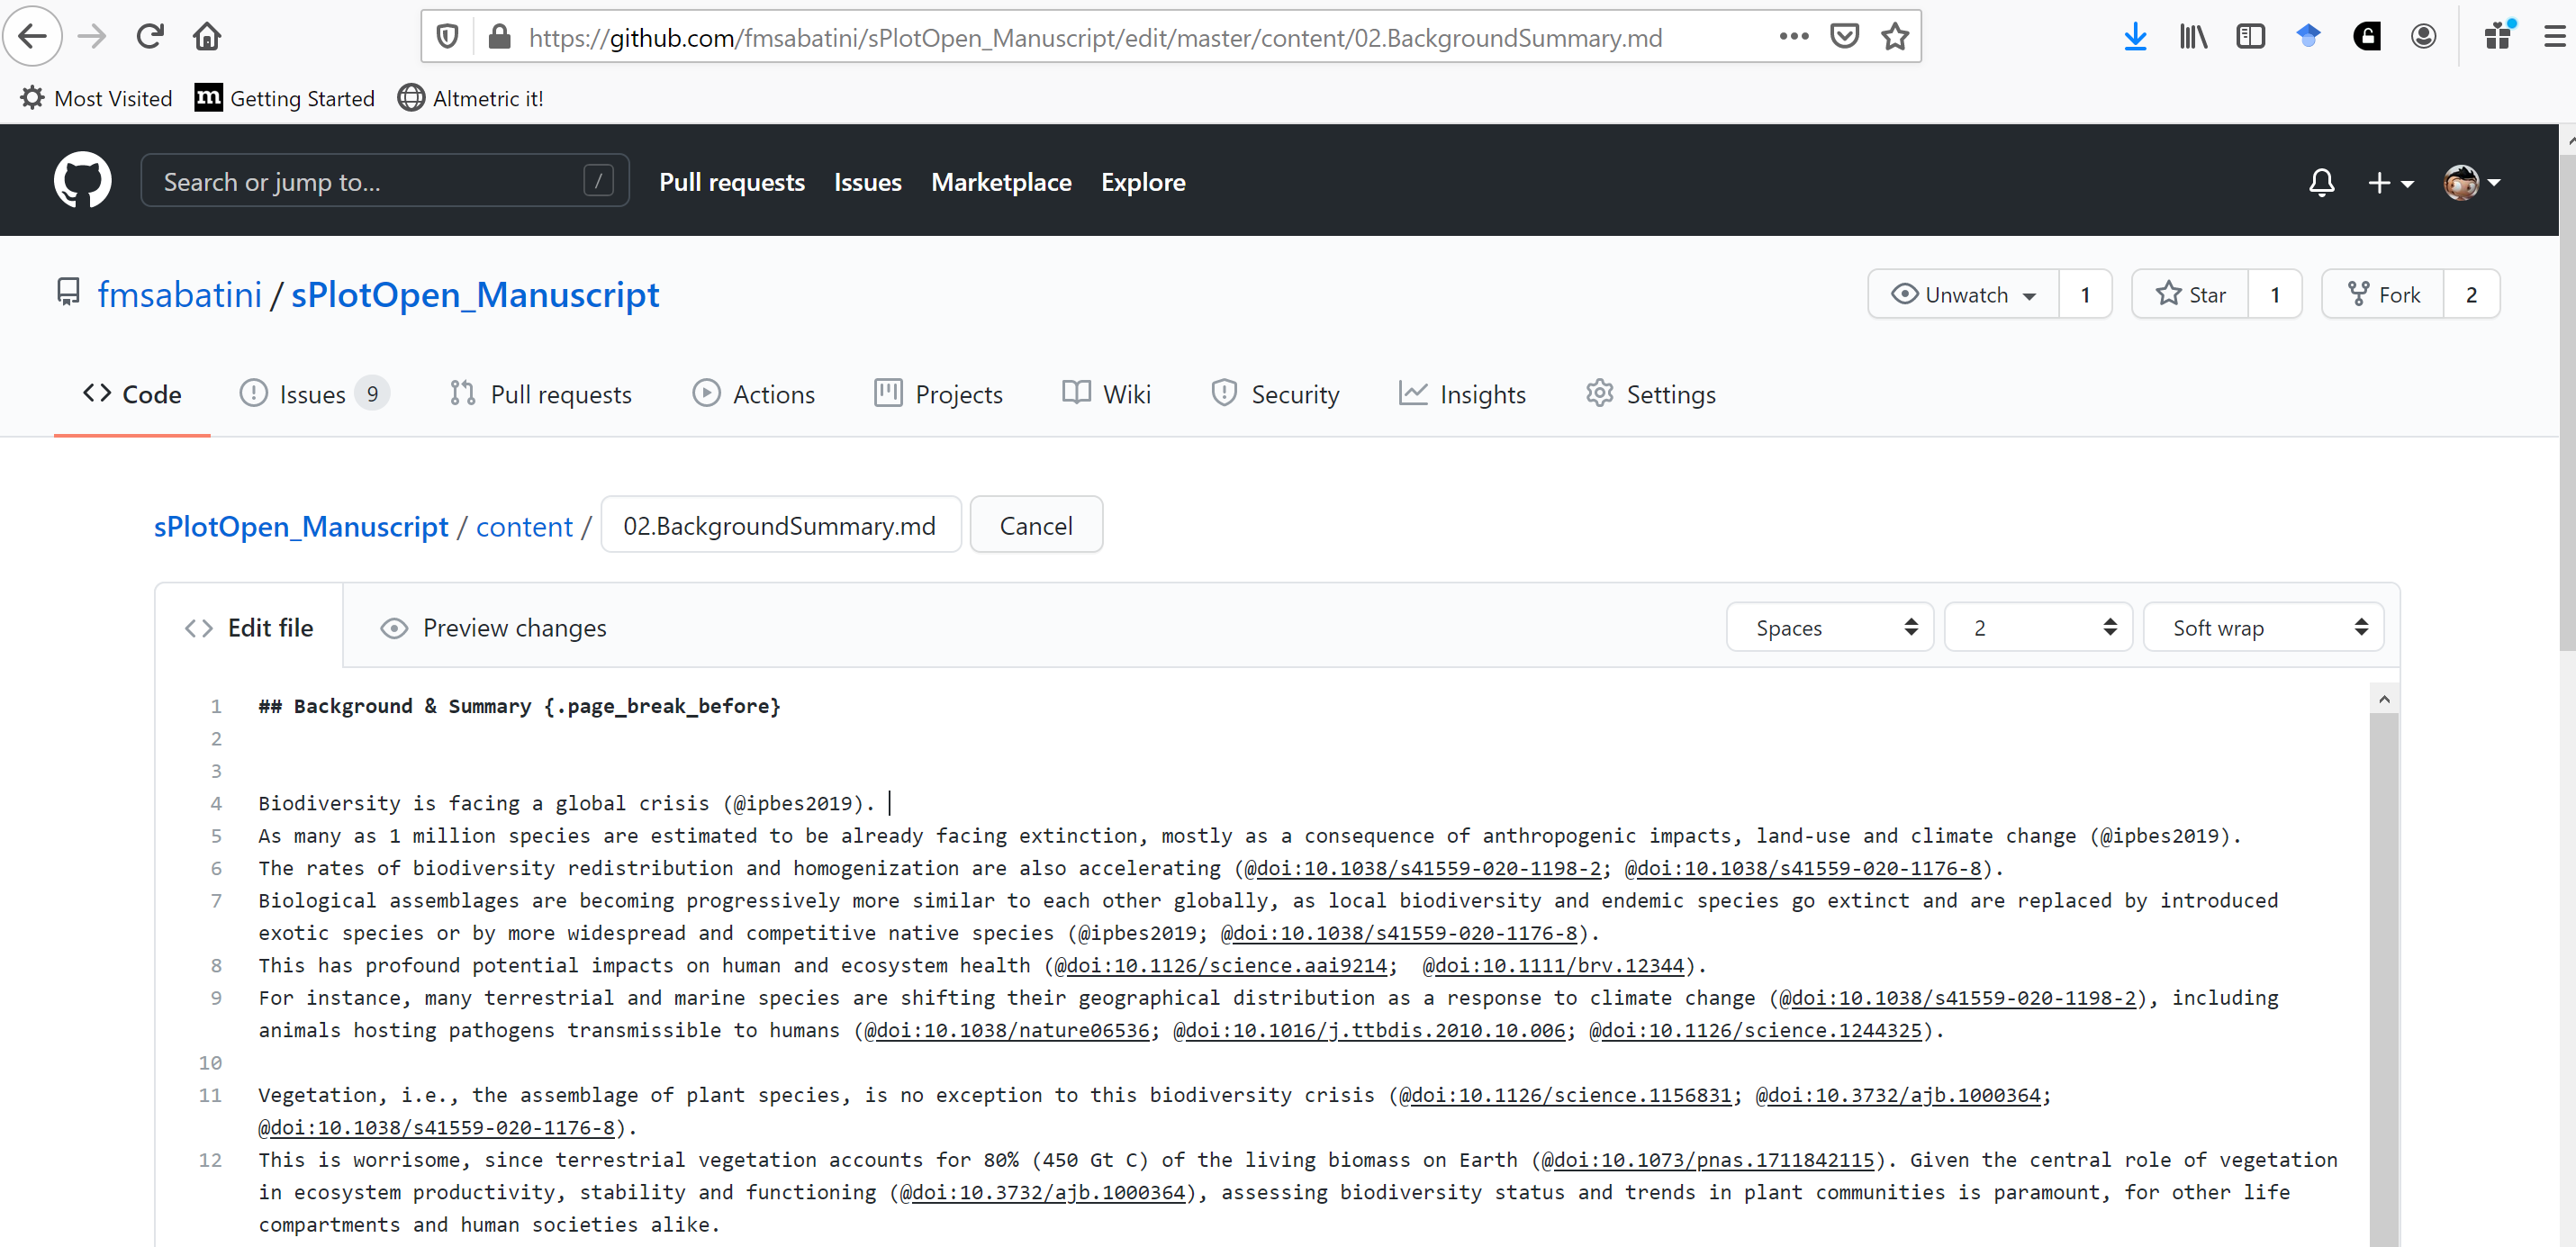 https://github.com/fmsabatini/sPlotOpen_Manuscript/edit/master/content/02.BackgroundSummary.md
Most Visited m Getting Started Altmetric it!
Search or jump to... / Pull requests Issues Marketplace Explore
fmsabatini / sPlotOpen_Manuscript Unwatch 1 Star 1 Fork 2
Code Issues 9 Pull requests Actions Projects Wiki Security Insights Settings
sPlotOpen_Manuscript / content / 02.BackgroundSummary.md Cancel
Edit file Preview changes Spaces 2 Soft wrap
1 ## Background & Summary {.page_break_before}
2
3
4 Biodiversity is facing a global crisis (@ipbes2019).
5 As many as 1 million species are estimated to be already facing extinction, mostly as a consequence of anthropogenic impacts, land-use and climate change (@ipbes2019).
6 The rates of biodiversity redistribution and homogenization are also accelerating (@doi:10.1038/s41559-020-1198-2; @doi:10.1038/s41559-020-1176-8).
7 Biological assemblages are becoming progressively more similar to each other globally, as local biodiversity and endemic species go extinct and are replaced by introduced
exotic species or by more widespread and competitive native species (@ipbes2019; @doi:10.1038/s41559-020-1176-8).
8 This has profound potential impacts on human and ecosystem health (@doi:10.1126/science.aai9214;  @doi:10.1111/brv.12344).
9 For instance, many terrestrial and marine species are shifting their geographical distribution as a response to climate change (@doi:10.1038/s41559-020-1198-2), including
animals hosting pathogens transmissible to humans (@doi:10.1038/nature06536; @doi:10.1016/j.ttbdis.2010.10.006; @doi:10.1126/science.1244325).
10
11 Vegetation, i.e., the assemblage of plant species, is no exception to this biodiversity crisis (@doi:10.1126/science.1156831; @doi:10.3732/ajb.1000364;
@doi:10.1038/s41559-020-1176-8).
12 This is worrisome, since terrestrial vegetation accounts for 80% (450 Gt C) of the living biomass on Earth (@doi:10.1073/pnas.1711842115). Given the central role of vegetation
in ecosystem productivity, stability and functioning (@doi:10.3732/ajb.1000364), assessing biodiversity status and trends in plant communities is paramount, for other life
compartments and human societies alike.